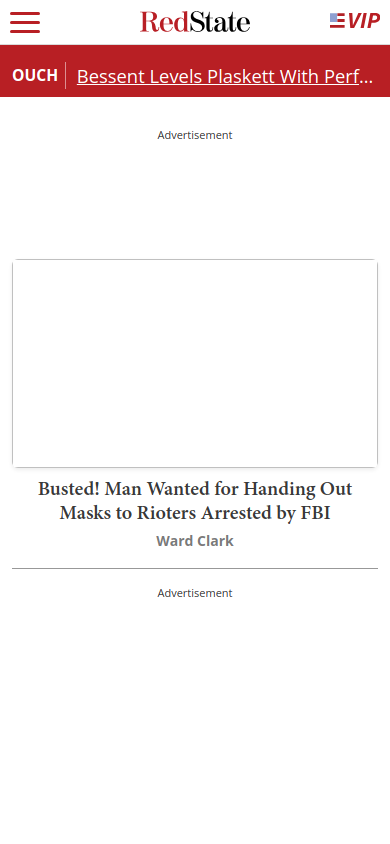 RedState
VIP
OUCH
Bessent Levels Plaskett With Perf...
Advertisement
Busted! Man Wanted for Handing Out
Masks to Rioters Arrested by FBI
Ward Clark
Advertisement